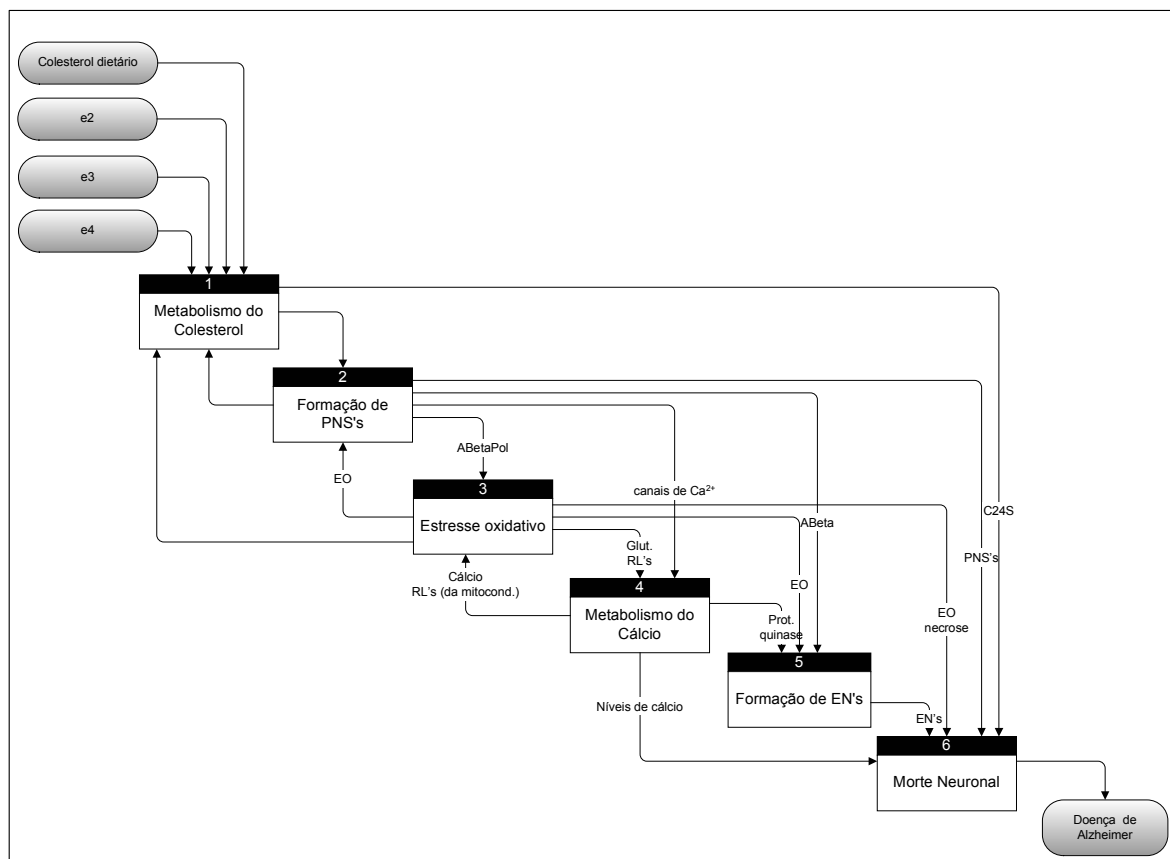 Colesterol dietário
e2
e3
e4
1
Metabolismo do
Colesterol
2
Formação de
PNS's
ABetaPol
EO
3
Estresse oxidativo
canais de Ca²⁺
ABeta
C24S
PNS's
Glut.
RL's
EO
EO
necrose
Cálcio
RL's (da mitocond.)
4
Metabolismo do
Cálcio
Prot.
quinase
5
Formação de EN's
Níveis de cálcio
EN's
6
Morte Neuronal
Doença de
Alzheimer